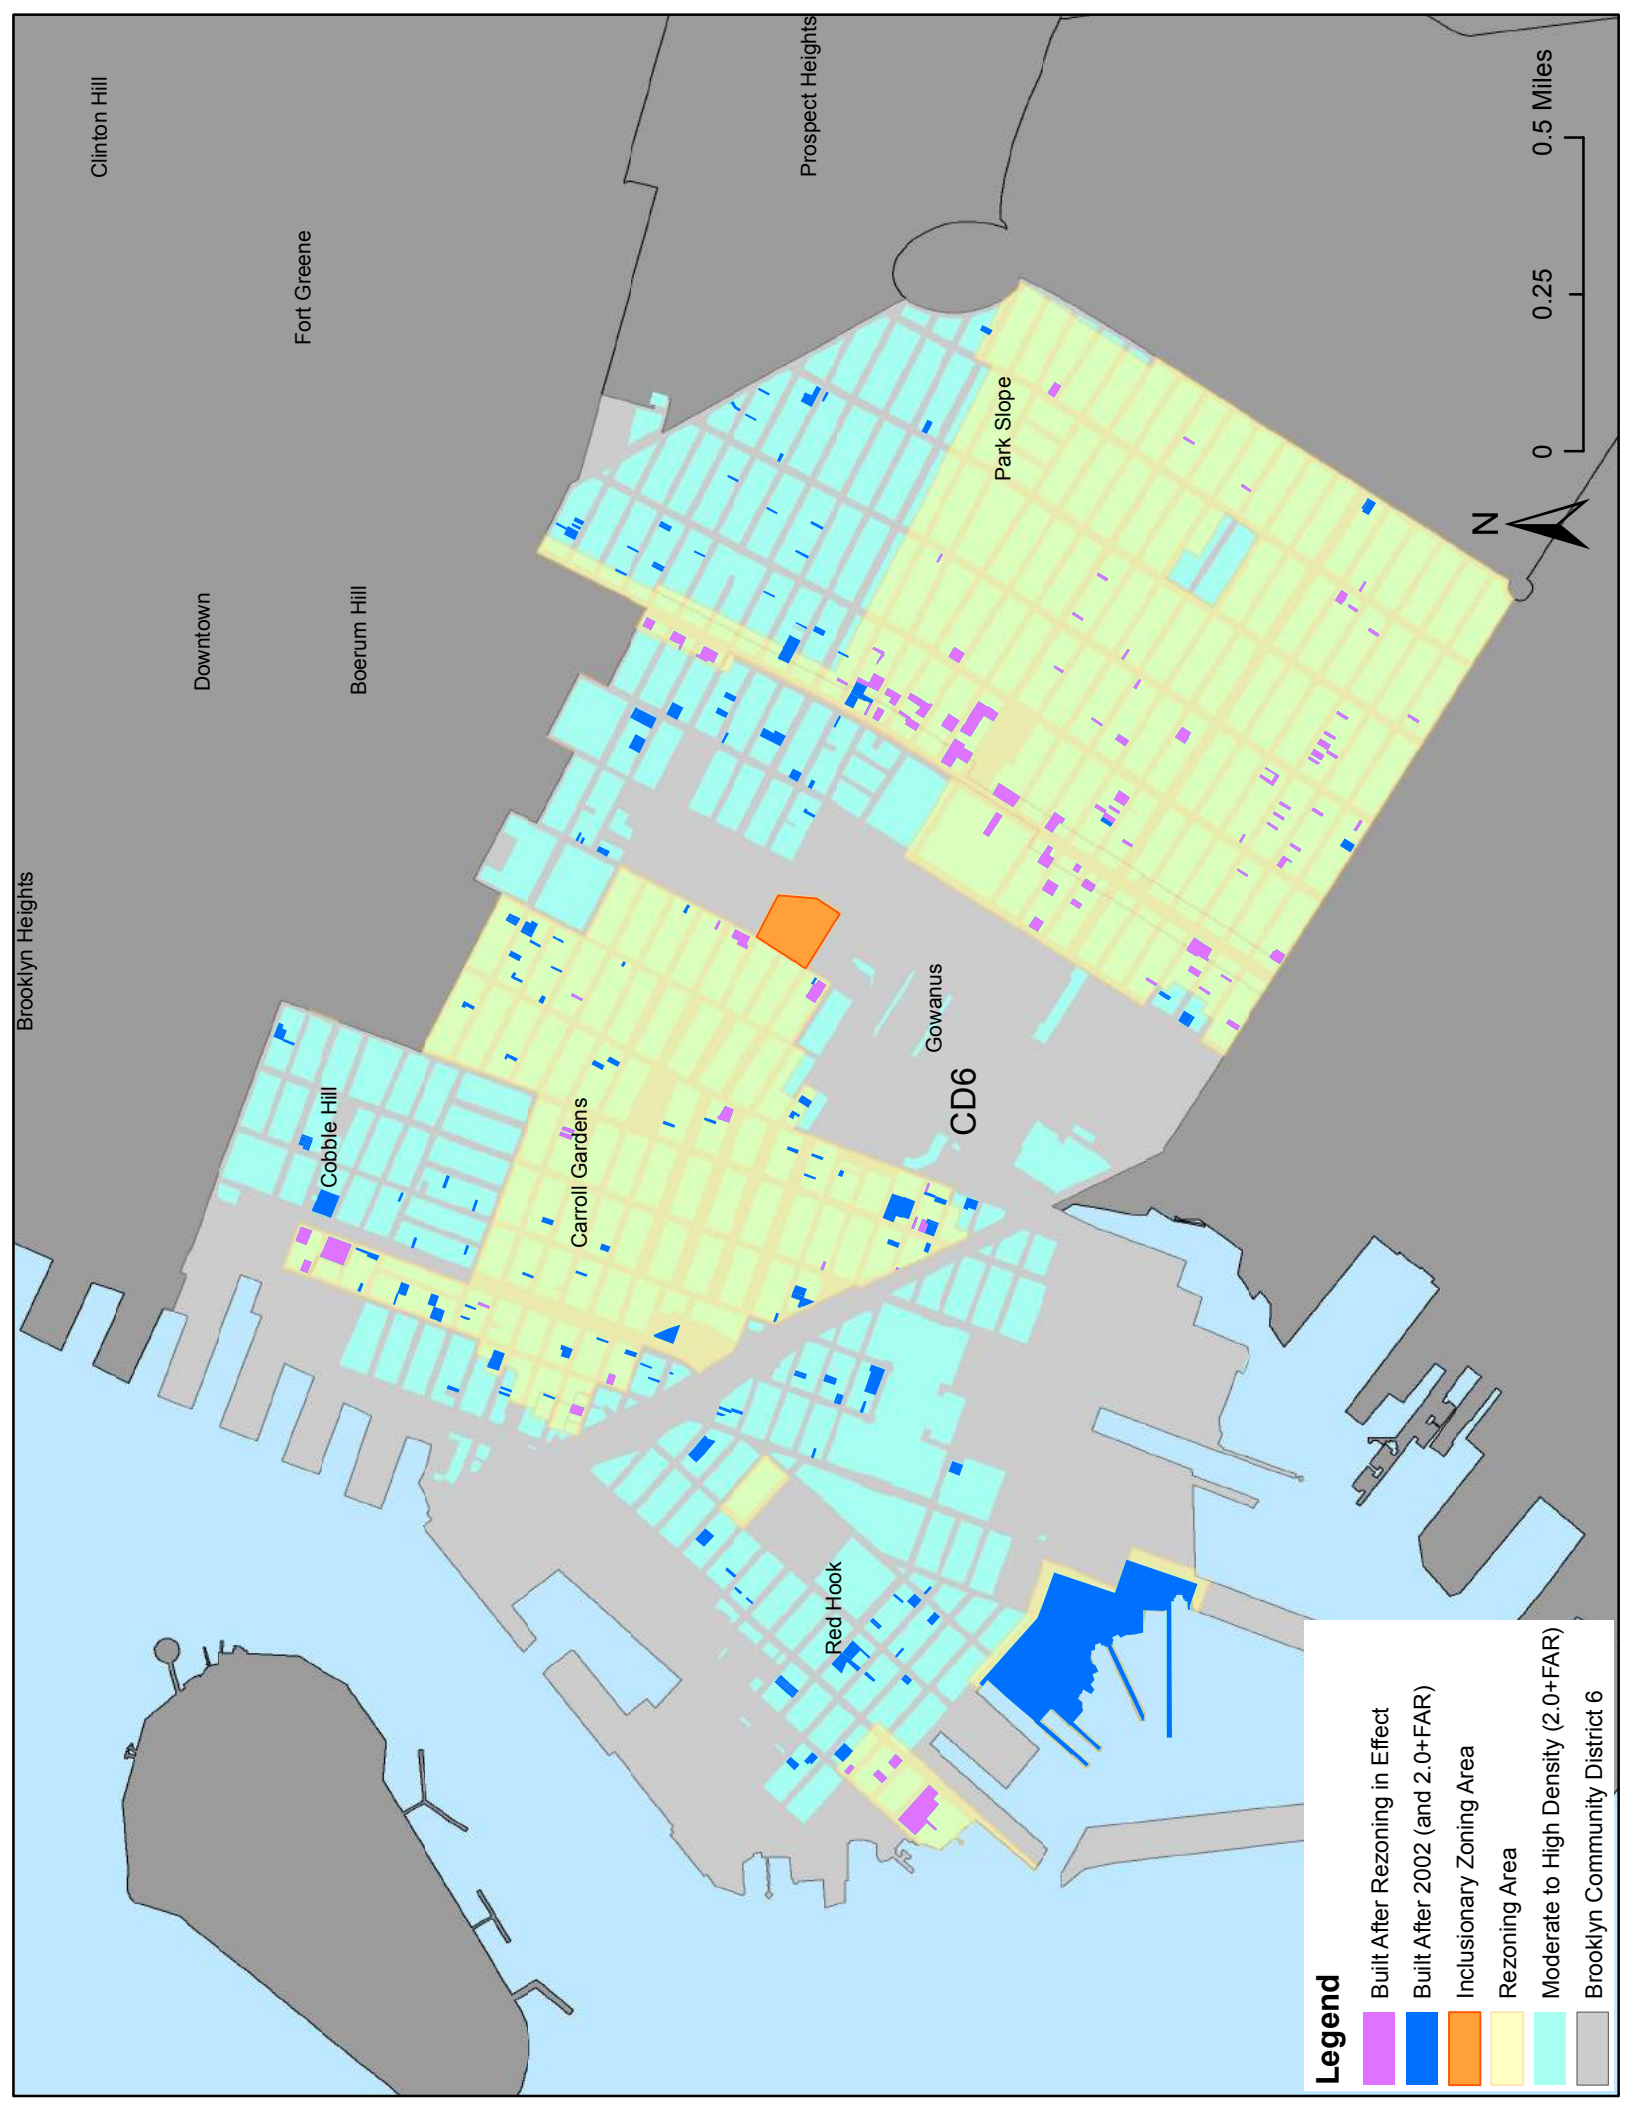 Brooklyn Heights
Downtown
Clinton Hill
Fort Greene
Boerum Hill
Cobble Hill
Carroll Gardens
Prospect Heights
Park Slope
Gowanus
CD6
Red Hook
N
0 0.25 0.5 Miles
Legend
Built After Rezoning in Effect
Built After 2002 (and 2.0+FAR)
Inclusionary Zoning Area
Rezoning Area
Moderate to High Density (2.0+FAR)
Brooklyn Community District 6